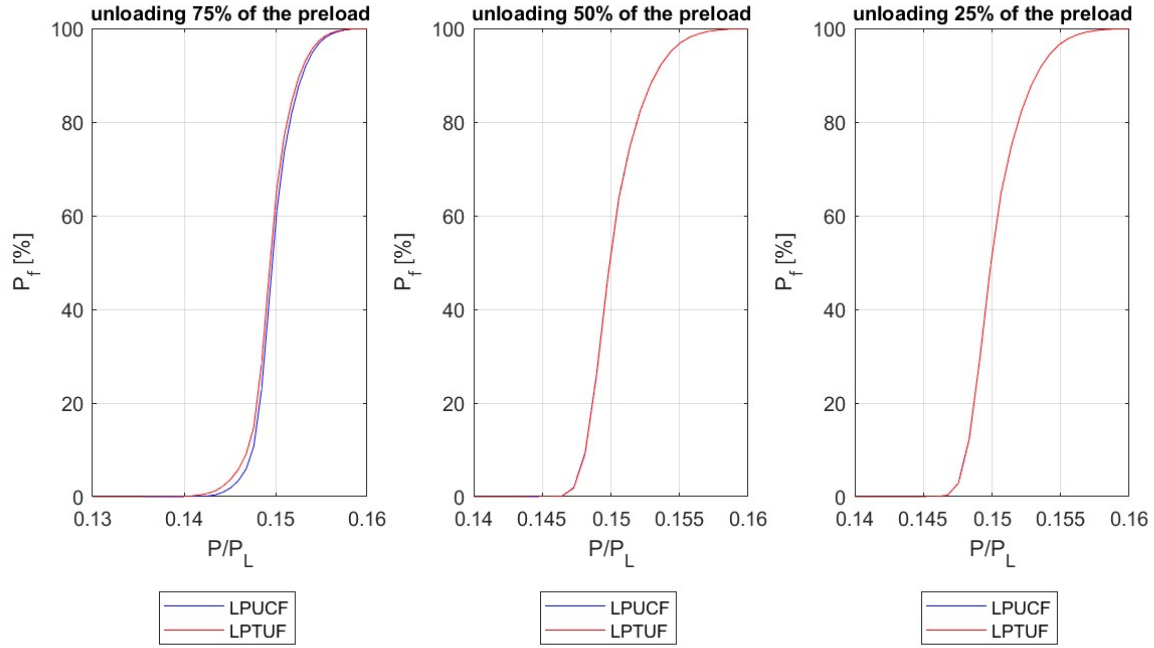 unloading 75% of the preload
100
80
60
40
20
0
P_f [%]
0.13 0.14 0.15 0.16
P/P_L
LPUCF
LPTUF
unloading 50% of the preload
100
80
60
40
20
0
P_f [%]
0.14 0.145 0.15 0.155 0.16
P/P_L
LPUCF
LPTUF
unloading 25% of the preload
100
80
60
40
20
0
P_f [%]
0.14 0.145 0.15 0.155 0.16
P/P_L
LPUCF
LPTUF